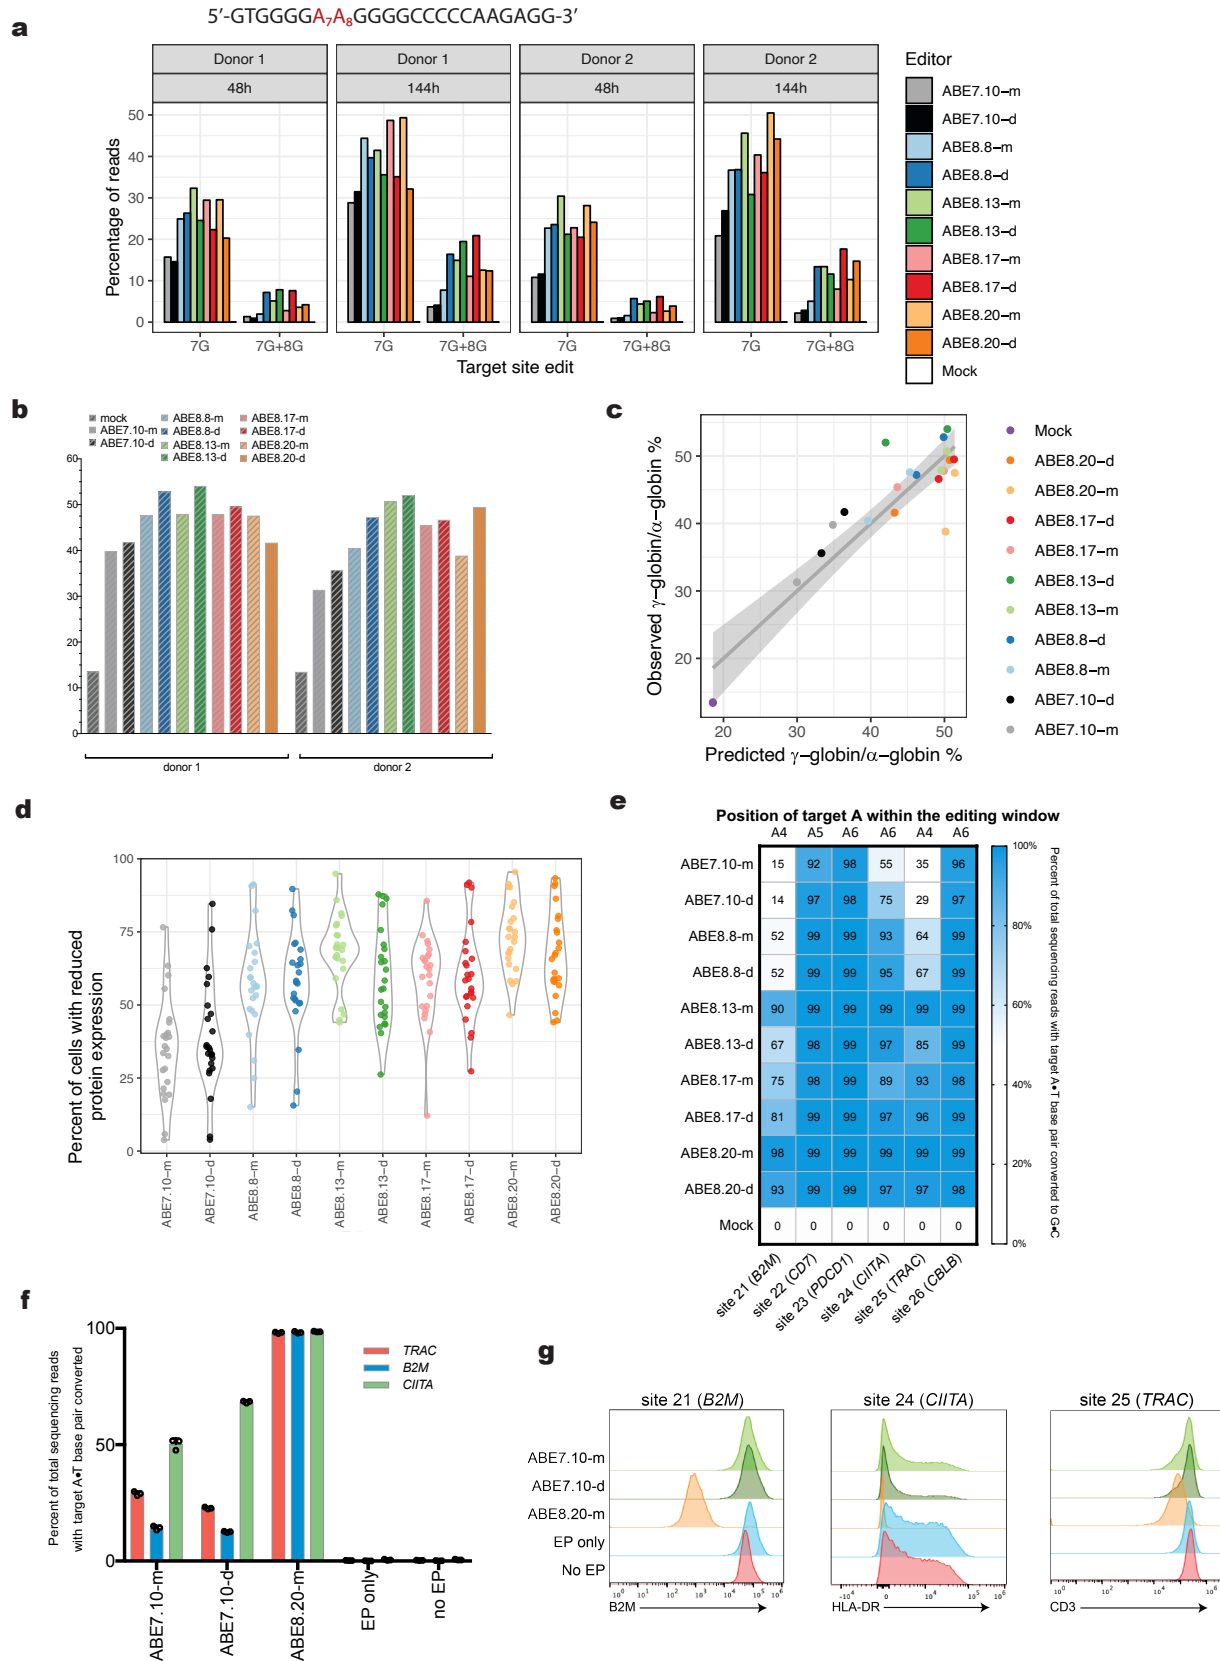 5′-GTGGGGA7A8GGGGCCCCCAAGAGG-3′
a
Donor 1 Donor 1 Donor 2 Donor 2
48h 144h 48h 144h
Percentage of reads
50
40
30
20
10
0
7G 7G+8G 7G 7G+8G 7G 7G+8G 7G 7G+8G
Target site edit
Editor
ABE7.10−m
ABE7.10−d
ABE8.8−m
ABE8.8−d
ABE8.13−m
ABE8.13−d
ABE8.17−m
ABE8.17−d
ABE8.20−m
ABE8.20−d
Mock
b
mock
ABE7.10-m
ABE7.10-d
ABE8.8-m
ABE8.8-d
ABE8.13-m
ABE8.13-d
ABE8.17-m
ABE8.17-d
ABE8.20-m
ABE8.20-d
60
50
40
30
20
10
0
donor 1 donor 2
c
Observed γ−globin/α−globin %
50
40
30
20
20 30 40 50
Predicted γ−globin/α−globin %
Mock
ABE8.20−d
ABE8.20−m
ABE8.17−d
ABE8.17−m
ABE8.13−d
ABE8.13−m
ABE8.8−d
ABE8.8−m
ABE7.10−d
ABE7.10−m
d
Percent of cells with reduced
protein expression
100
75
50
25
0
ABE7.10−m
ABE7.10−d
ABE8.8−m
ABE8.8−d
ABE8.13−m
ABE8.13−d
ABE8.17−m
ABE8.17−d
ABE8.20−m
ABE8.20−d
e
Position of target A within the editing window
A4 A5 A6 A6 A4 A6
ABE7.10-m 15 92 98 55 35 96
ABE7.10-d 14 97 98 75 29 97
ABE8.8-m 52 99 99 93 64 99
ABE8.8-d 52 99 99 95 67 99
ABE8.13-m 90 99 99 99 99 99
ABE8.13-d 67 98 99 97 85 99
ABE8.17-m 75 98 99 89 93 98
ABE8.17-d 81 99 99 97 96 99
ABE8.20-m 98 99 99 99 99 99
ABE8.20-d 93 99 99 97 97 98
Mock 0 0 0 0 0 0
site 21 (B2M)
site 22 (CD7)
site 23 (PDCD1)
site 24 (CIITA)
site 25 (TRAC)
site 26 (CBLB)
100%
80%
60%
40%
20%
0%
Percent of total sequencing reads with target A•T base pair converted to G•C
f
Percent of total sequencing reads
with target A•T base pair converted
100
50
0
TRAC
B2M
CIITA
ABE7.10-m
ABE7.10-d
ABE8.20-m
EP only
no EP
g
site 21 (B2M) site 24 (CIITA) site 25 (TRAC)
ABE7.10-m
ABE7.10-d
ABE8.20-m
EP only
No EP
10⁰ 10¹ 10² 10³ 10⁴ 10⁵ 10⁶
B2M
-10⁴ 0 10⁴ 10⁵ 10⁶
HLA-DR
10⁰ 10² 10³ 10⁴ 10⁵ 10⁶
CD3